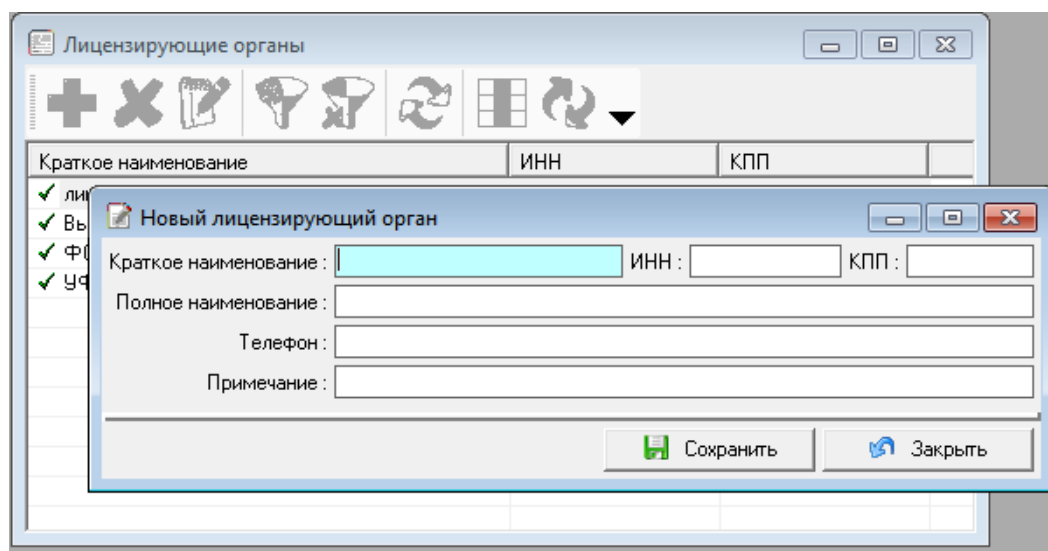 Лицензирующие органы
Краткое наименование ИНН КПП
Новый лицензирующий орган
Краткое наименование : ИНН : КПП :
Полное наименование :
Телефон :
Примечание :
Сохранить Закрыть